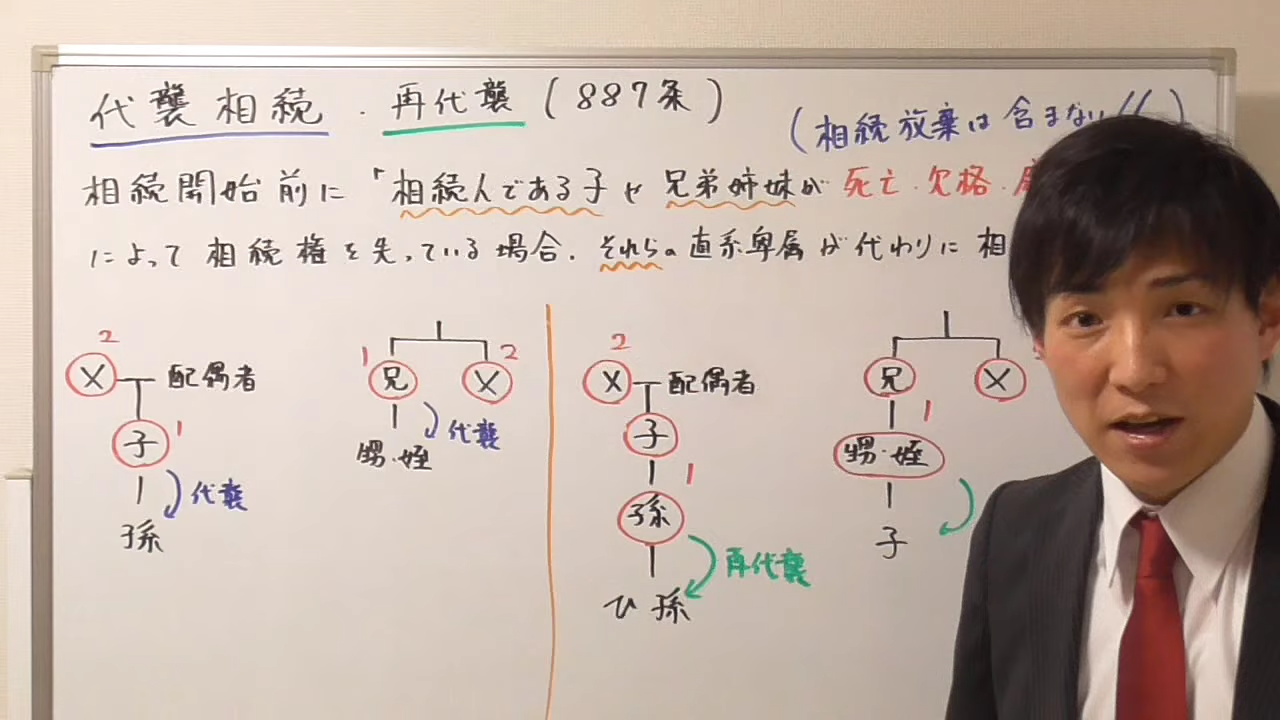 代襲相続・再代襲(887条)
(相続放棄は含まない!!)
相続開始前に「相続人である子や兄弟姉妹が死亡・欠格・
によって相続権を失っている場合、それらの直系卑属が代わりに相
2
X 配偶者
子 1
代襲
孫
1 兄 X 2
代襲
甥・姪
2
X 配偶者
子
1
孫
再代襲
ひ孫
兄 X
1
甥・姪
子